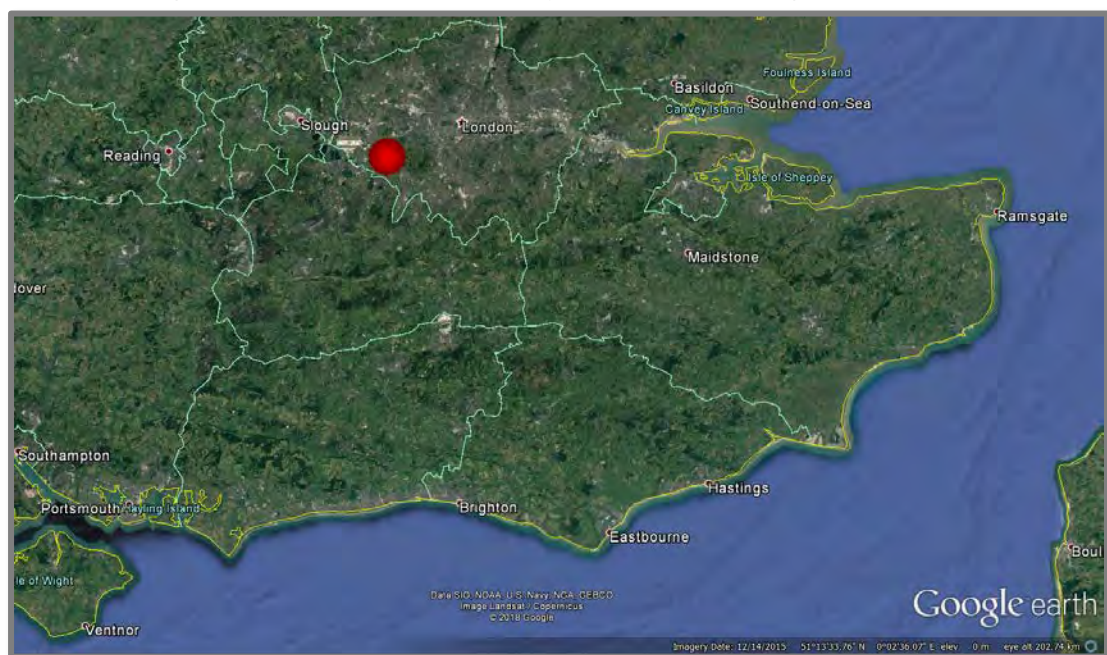 Foulness Island
Basildon
Canvey Island
Southend-on-Sea
Slough
London
Reading
Isle of Sheppey
Ramsgate
Maidstone
dover
Southampton
Portsmouth
ayling Island
Brighton
Hastings
Eastbourne
Boul
le of Wight
Ventnor
Data SIO, NOAA, U.S. Navy, NGA, GEBCO
Image Landsat / Copernicus
© 2018 Google
Google earth
Imagery Date: 12/14/2015 51°13'33.76" N 0°02'36.07" E elev 0 m eye alt 202.74 km